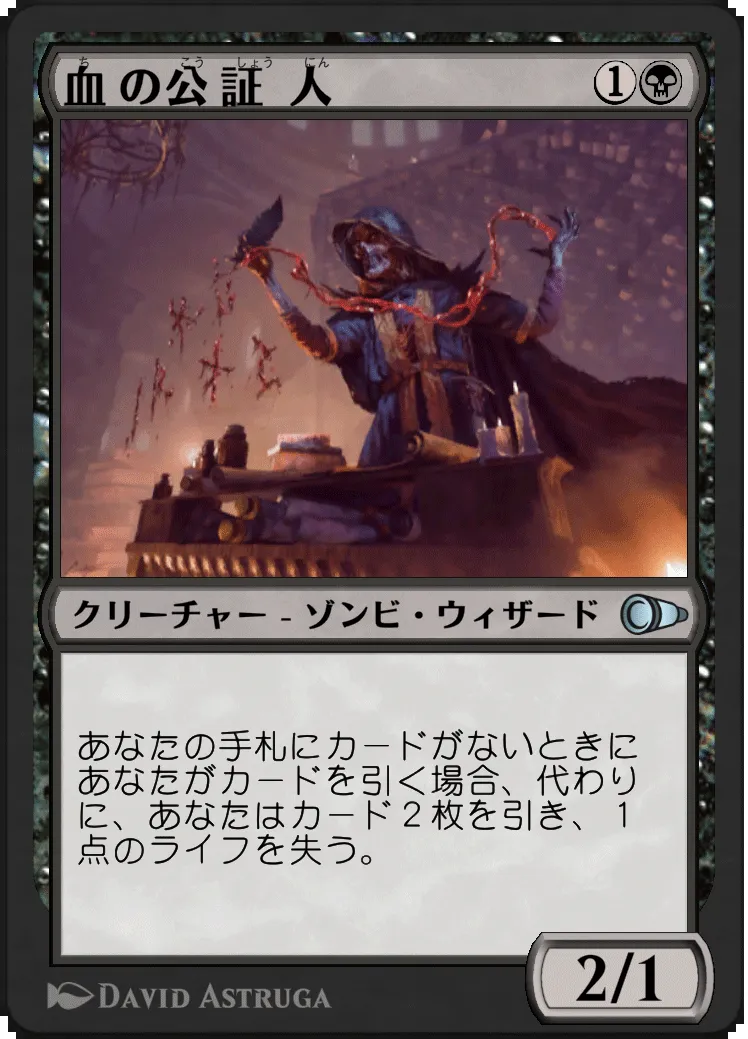 血の公証人 1
ち こう しょう にん
クリーチャー - ゾンビ・ウィザード
あなたの手札にカードがないときに
あなたがカードを引く場合、代わり
に、あなたはカード２枚を引き、１
点のライフを失う。
2/1
DAVID ASTRUGA